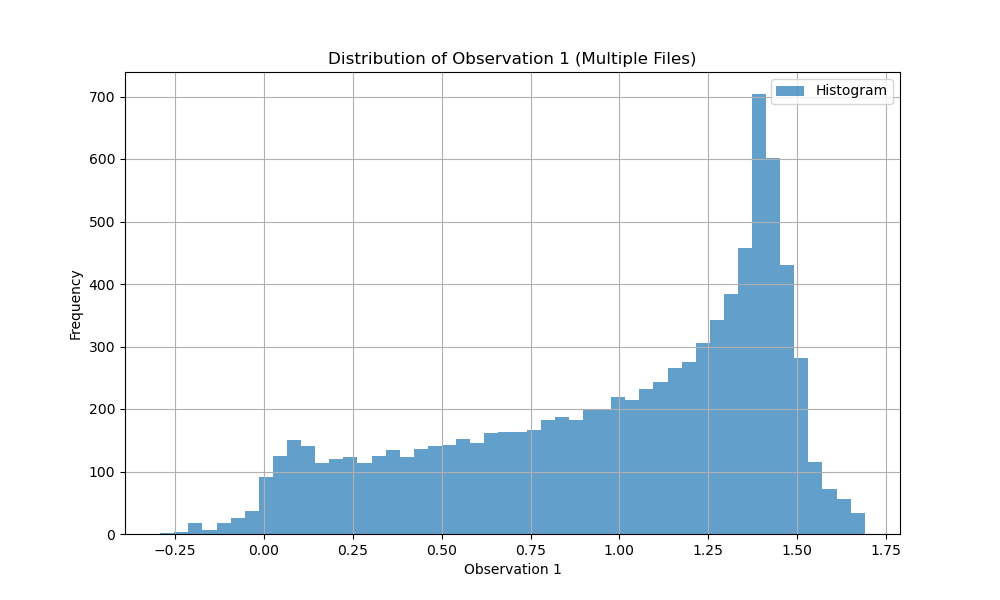 Distribution of Observation 1 (Multiple Files)
Histogram
Frequency
700
600
500
400
300
200
100
0
−0.25 0.00 0.25 0.50 0.75 1.00 1.25 1.50 1.75
Observation 1